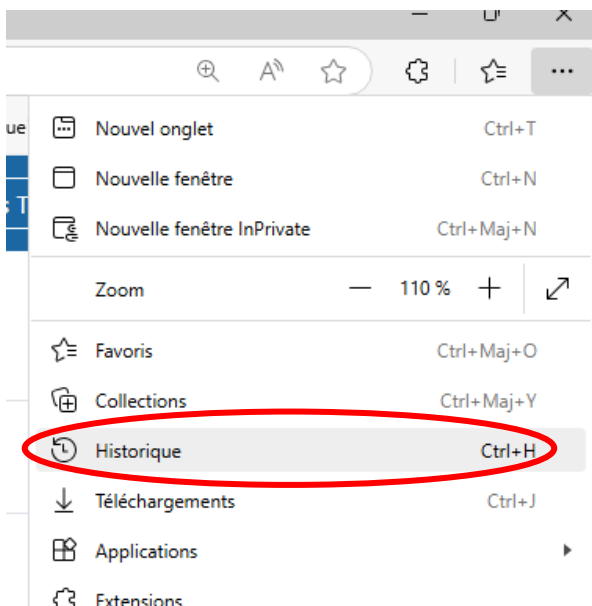 ue
Nouvel onglet Ctrl+T
Nouvelle fenêtre Ctrl+N
s T
Nouvelle fenêtre InPrivate Ctrl+Maj+N
Zoom — 110 % +
Favoris Ctrl+Maj+O
Collections Ctrl+Maj+Y
Historique Ctrl+H
Téléchargements Ctrl+J
Applications
Extensions